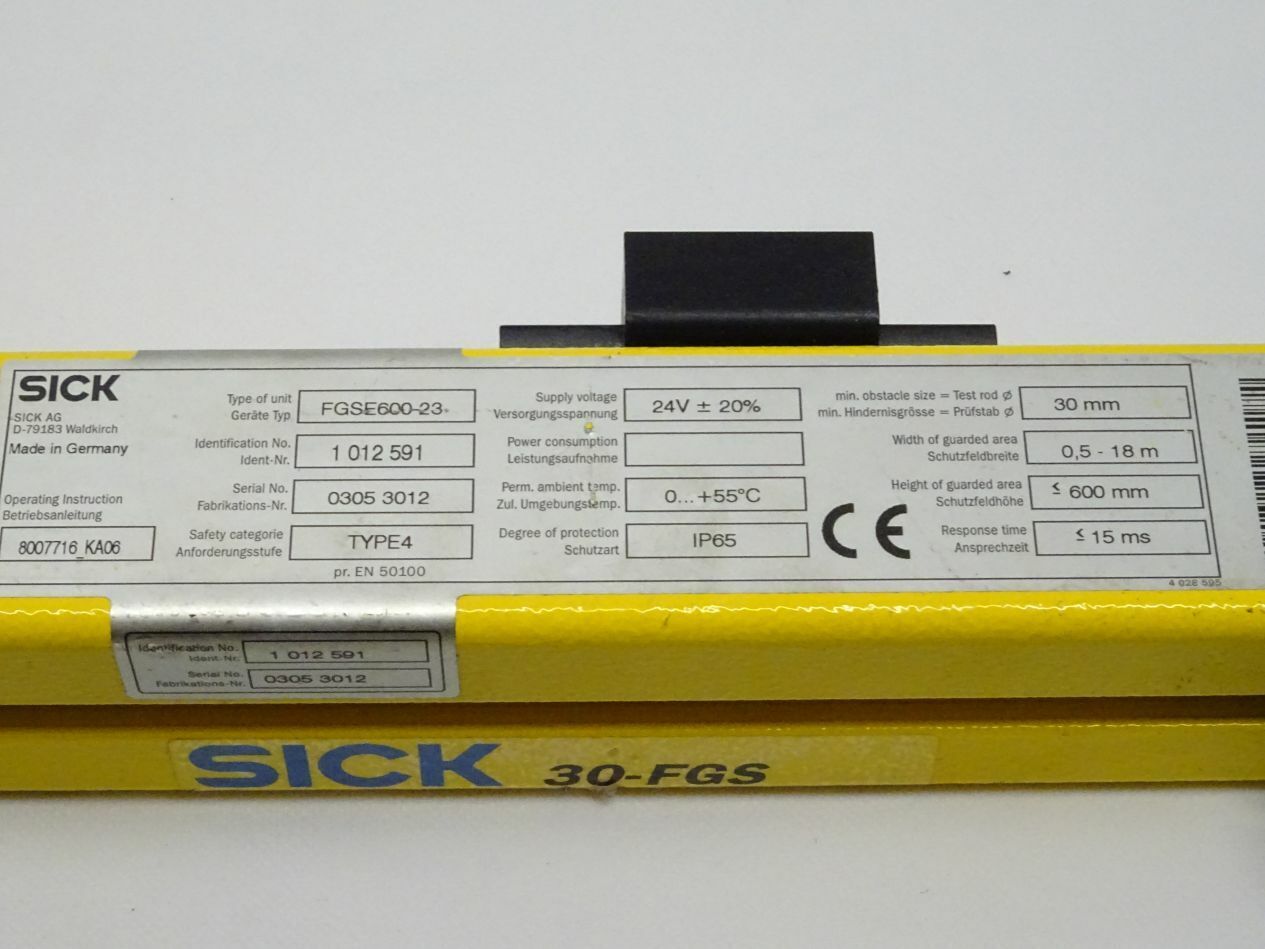 SICK
SICK AG
D-79183 Waldkirch
Made in Germany
Operating Instruction
Betriebsanleitung
8007716_KA06
Type of unit
Geräte Typ
FGSE600-23
Identification No.
Ident-Nr.
1 012 591
Serial No.
Fabrikations-Nr.
0305 3012
Safety categorie
Anforderungsstufe
TYPE4
pr. EN 50100
Supply voltage
Versorgungsspannung
24V ± 20%
Power consumption
Leistungsaufnahme
Perm. ambient temp.
Zul. Umgebungstemp.
0...+55°C
Degree of protection
Schutzart
IP65
CE
min. obstacle size = Test rod ø
min. Hindernisgrösse = Prüfstab ø
30 mm
Width of guarded area
Schutzfeldbreite
0,5 - 18 m
Height of guarded area
Schutzfeldhöhe
≤ 600 mm
Response time
Ansprechzeit
≤ 15 ms
4 028 595
Identification No.
Ident-Nr.
1 012 591
Serial No.
Fabrikations-Nr.
0305 3012
SICK 30-FGS